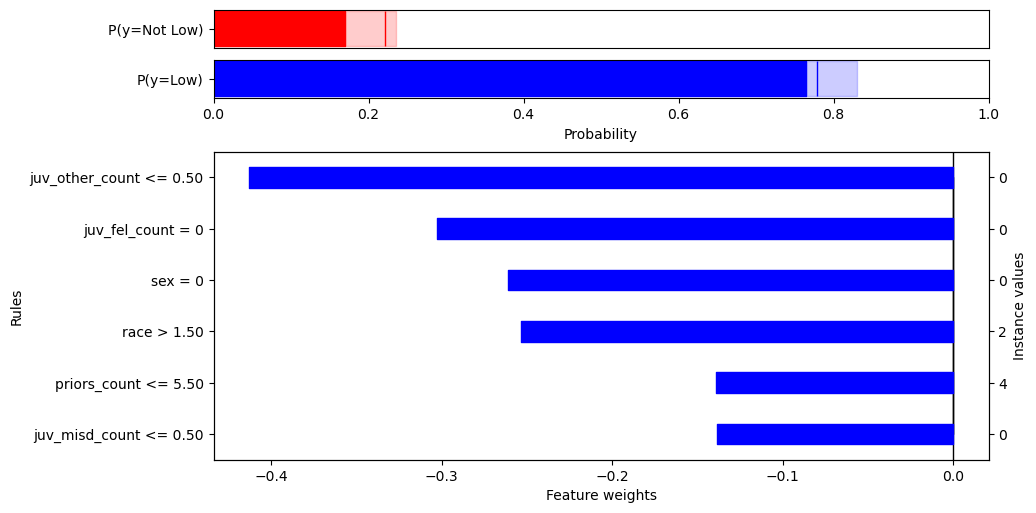 P(y=Not Low)
P(y=Low)
0.0 0.2 0.4 0.6 0.8 1.0
Probability
Rules
juv_other_count <= 0.50 0
juv_fel_count = 0 0
sex = 0 0
race > 1.50 2
priors_count <= 5.50 4
juv_misd_count <= 0.50 0
Instance values
−0.4 −0.3 −0.2 −0.1 0.0
Feature weights